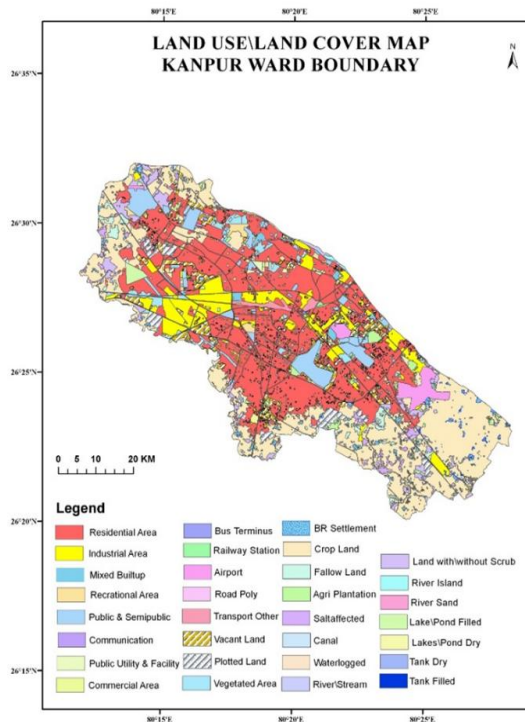 80°15'E 80°20'E 80°25'E
LAND USE\LAND COVER MAP
KANPUR WARD BOUNDARY
N
26°35'N
26°30'N
26°25'N
26°20'N
26°15'N
0 5 10 20 KM
Legend
Residential Area
Industrial Area
Mixed Builtup
Recrational Area
Public & Semipublic
Communication
Public Utility & Facility
Commercial Area
Bus Terminus
Railway Station
Airport
Road Poly
Transport Other
Vacant Land
Plotted Land
Vegetated Area
BR Settlement
Crop Land
Fallow Land
Agri Plantation
Saltaffected
Canal
Waterlogged
River\Stream
Land with\without Scrub
River Island
River Sand
Lake\Pond Filled
Lakes\Pond Dry
Tank Dry
Tank Filled
80°15'E 80°20'E 80°25'E